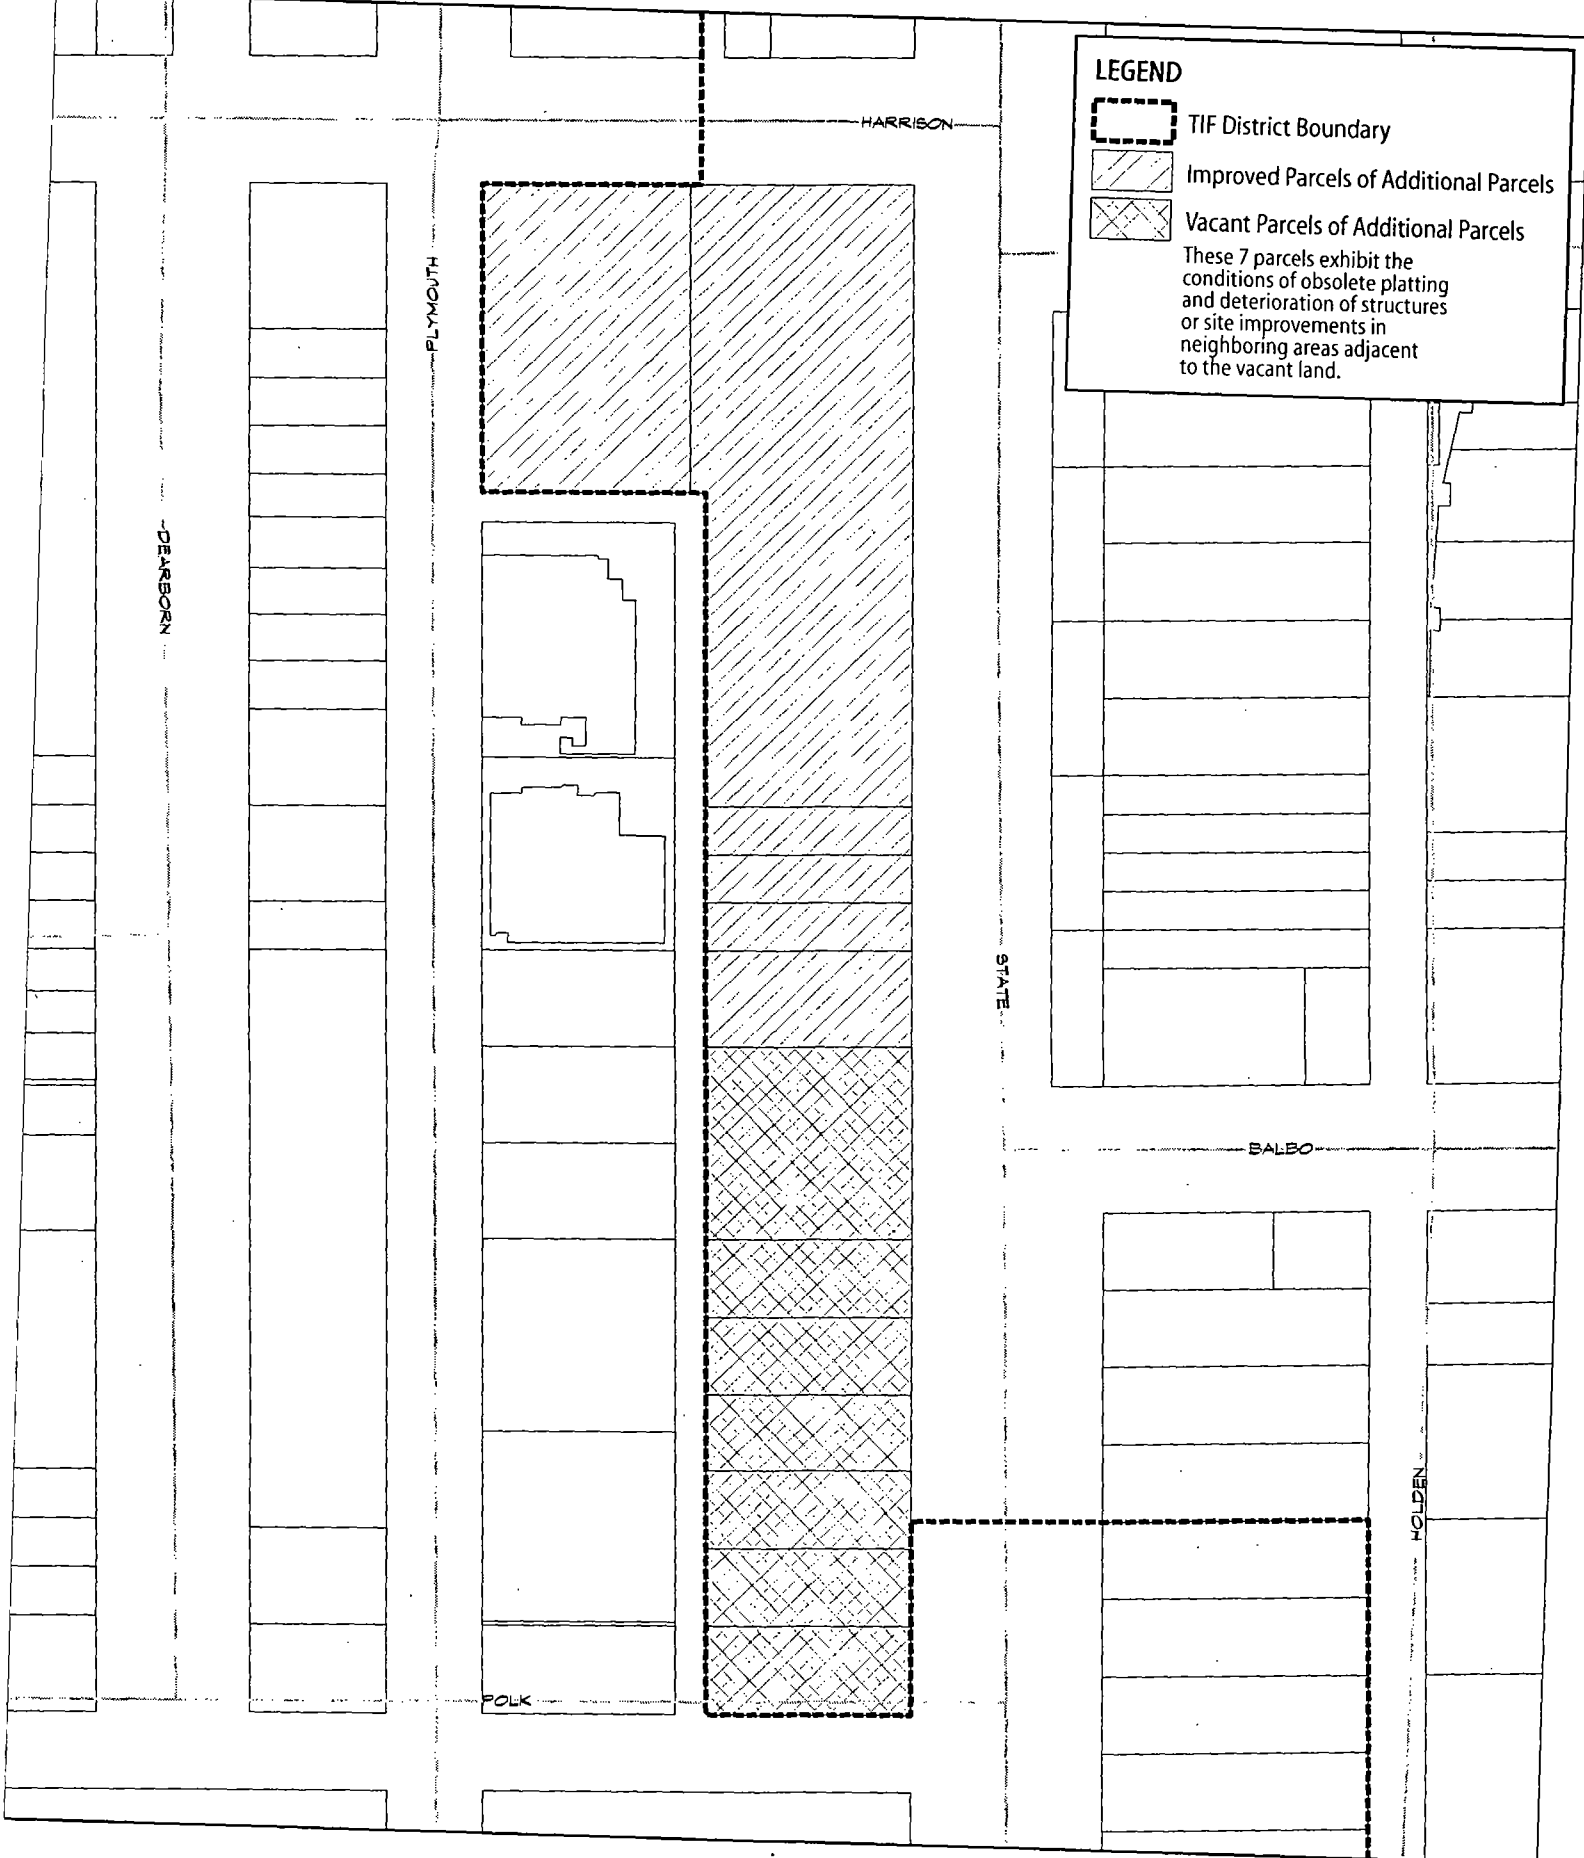 LEGEND
TIF District Boundary
Improved Parcels of Additional Parcels
Vacant Parcels of Additional Parcels
These 7 parcels exhibit the
conditions of obsolete platting
and deterioration of structures
or site improvements in
neighboring areas adjacent
to the vacant land.
HARRISON
PLYMOUTH
DEARBORN
STATE
BALBO
HOLDEN
POLK